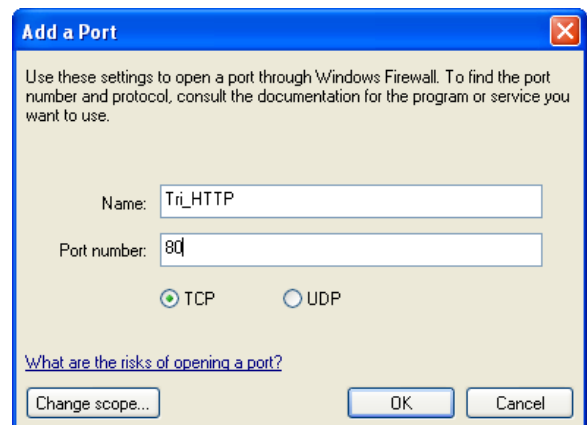 Add a Port
Use these settings to open a port through Windows Firewall. To find the port
number and protocol, consult the documentation for the program or service you
want to use.
Name: Tri_HTTP
Port number: 80
TCP UDP
What are the risks of opening a port?
Change scope... OK Cancel